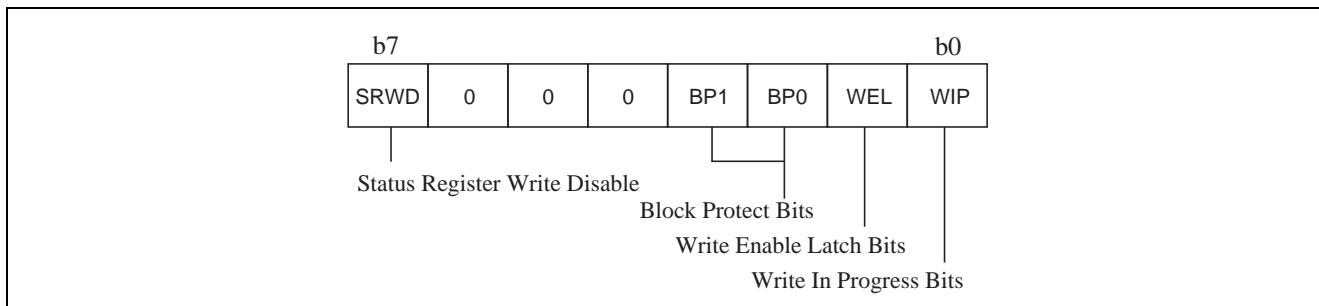 b7 b0
SRWD 0 0 0 BP1 BP0 WEL WIP
Status Register Write Disable
Block Protect Bits
Write Enable Latch Bits
Write In Progress Bits